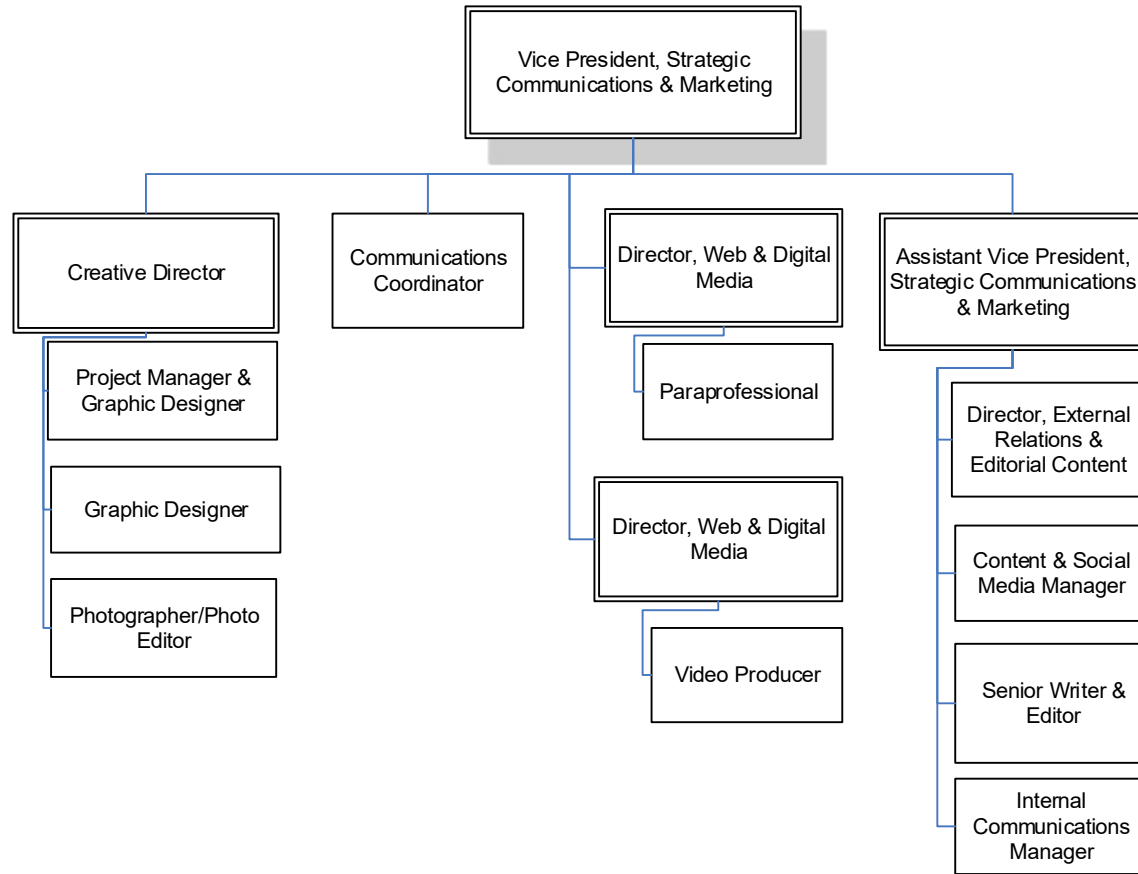 Vice President, Strategic
Communications & Marketing
Creative Director
Project Manager &
Graphic Designer
Graphic Designer
Photographer/Photo
Editor
Communications
Coordinator
Director, Web & Digital
Media
Paraprofessional
Director, Web & Digital
Media
Video Producer
Assistant Vice President,
Strategic Communications
& Marketing
Director, External
Relations &
Editorial Content
Content & Social
Media Manager
Senior Writer &
Editor
Internal
Communications
Manager